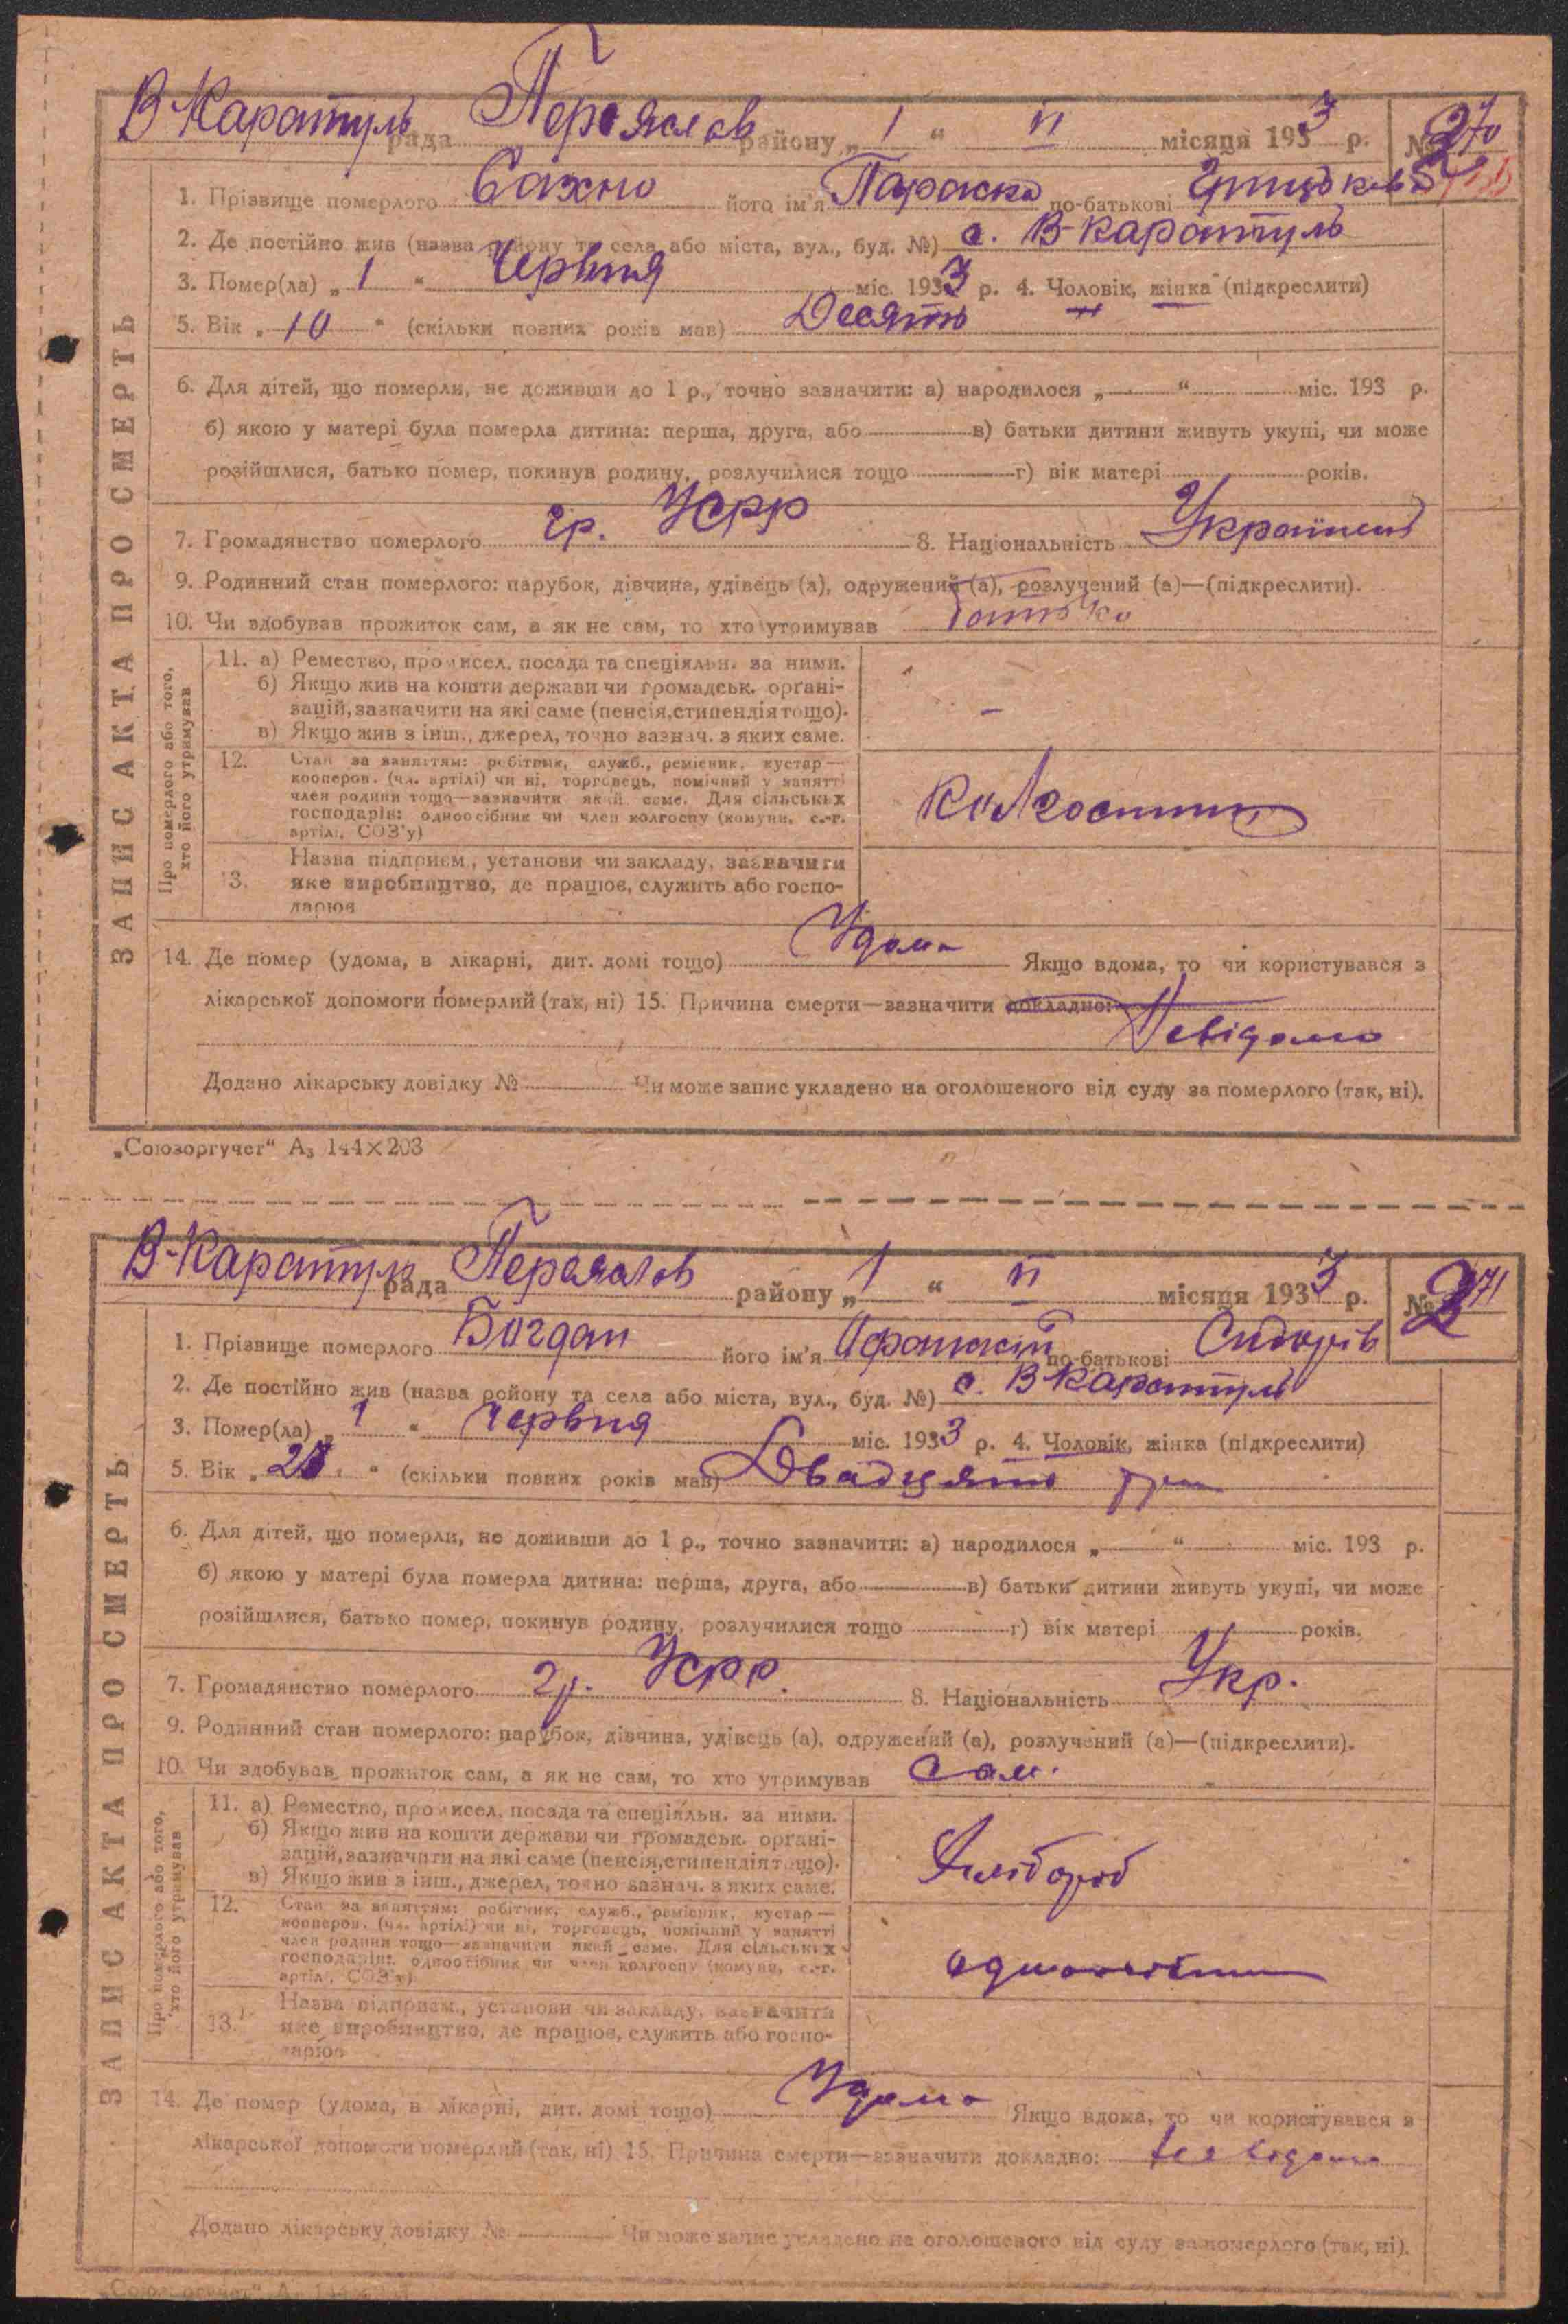 В-Каратуль рада Переяслов району „ 1 “ VI місяця 1933 р. № 270
1. Прізвище померлого Сахно його ім'я Параска по-батькові
2. Де постійно жив (назва району та села або міста, вул., буд. №) с. В-Каратуль
3. Помер(ла) „ 1 “ Червня міс. 1933 р. 4. Чоловік, жінка (підкреслити)
5. Вік „ 10 “ (скільки повних років мав) Десять
6. Для дітей, що померли, не доживши до 1 р., точно зазначити: а) народилося „ “ міс. 193 р.
б) якою у матері була померла дитина: перша, друга, або в) батьки дитини живуть укупі, чи може
розійшлися, батько помер, покинув родину, розлучилися тощо г) вік матері років.
7. Громадянство померлого гр. УСРР 8. Національність
9. Родинний стан померлого: парубок, дівчина, удівець (а), одружений (а), розлучений (а)—(підкреслити).
10. Чи здобував прожиток сам, а як не сам, то хто утримував батько
ЗАПИС АКТА ПРО СМЕРТЬ
Про померлого або того,
хто його утримував
11. а) Ремество, промисел, посада та спеціяльн. за ними.
б) Якщо жив на кошти держави чи громадськ. орґані-
зацій, зазначити на які саме (пенсія, стипендія тощо).
в) Якщо жив з інш., джерел, точно зазнач. з яких саме.
12. Стан за заняттям: робітник, служб., ремісник, кустар—
кооперов. (чл. артілі) чи ні, торговець, помічний у занятті
член родини тощо—зазначити який саме. Для сільських
господарів: одноосібник чи член колгоспу (комуни, с.-г.
артілі, СОЗ'у)
Колгоспник
13. Назва підприєм., установи чи закладу, зазначити
яке виробництво, де працює, служить або госпо-
дарює
14. Де помер (удома, в лікарні, дит. домі тощо) Удома Якщо вдома, то чи користувався з
лікарської допомоги померлий (так, ні) 15. Причина смерти—зазначити докладно:
Невідома
Додано лікарську довідку № Чи може запис укладено на оголошеного від суду за померлого (так, ні).
„Союзоргучет“ А₅ 144×203
В-Каратуль рада Переяслов району „ 1 “ VI місяця 1933 р. № 271
1. Прізвище померлого Богдан його ім'я по-батькові Сидорів
2. Де постійно жив (назва району та села або міста, вул., буд. №) с. В Каратуль
3. Помер(ла) „ 1 “ Червня міс. 1933 р. 4. Чоловік, жінка (підкреслити)
5. Вік „ “ (скільки повних років мав) Двадцять
6. Для дітей, що померли, не доживши до 1 р., точно зазначити: а) народилося „ “ міс. 193 р.
б) якою у матері була померла дитина: перша, друга, або в) батьки дитини живуть укупі, чи може
розійшлися, батько помер, покинув родину, розлучилися тощо г) вік матері років.
7. Громадянство померлого гр. УСРР. 8. Національність Укр.
9. Родинний стан померлого: парубок, дівчина, удівець (а), одружений (а), розлучений (а)—(підкреслити).
10. Чи здобував прожиток сам, а як не сам, то хто утримував Сам.
ЗАПИС АКТА ПРО СМЕРТЬ
Про померлого або того,
хто його утримував
11. а) Ремество, промисел, посада та спеціяльн. за ними.
б) Якщо жив на кошти держави чи громадськ. орґані-
зацій, зазначити на які саме (пенсія, стипендія тощо).
в) Якщо жив з інш., джерел, точно зазнач. з яких саме.
Хлібороб
12. Стан за заняттям: робітник, служб., ремісник, кустар—
кооперов. (чл. артілі) чи ні, торговець, помічний у занятті
член родини тощо—зазначити який саме. Для сільських
господарів: одноосібник чи член колгоспу (комуни, с.-г.
артілі, СОЗ'у)
одноосібник
13. Назва підприєм., установи чи закладу, зазначити
яке виробництво, де працює, служить або госпо-
дарює
14. Де помер (удома, в лікарні, дит. домі тощо) Удома Якщо вдома, то чи користувався з
лікарської допомоги померлий (так, ні) 15. Причина смерти—зазначити докладно:
Додано лікарську довідку № Чи може запис укладено на оголошеного від суду за померлого (так, ні).
„Союзоргучет“ А₅ 144×203